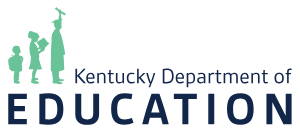 Kentucky Department of
EDUCATION